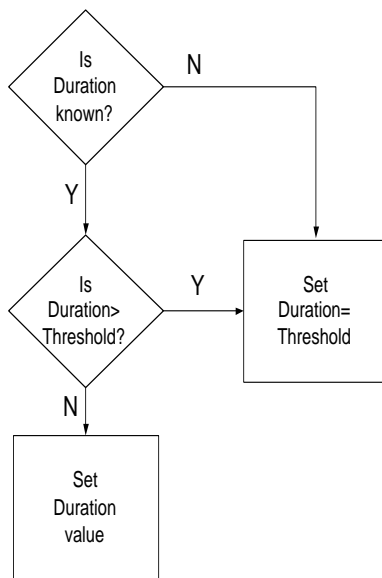 Is
Duration
known?
N
Y
Is
Duration>
Threshold?
Y
Set
Duration=
Threshold
N
Set
Duration
value